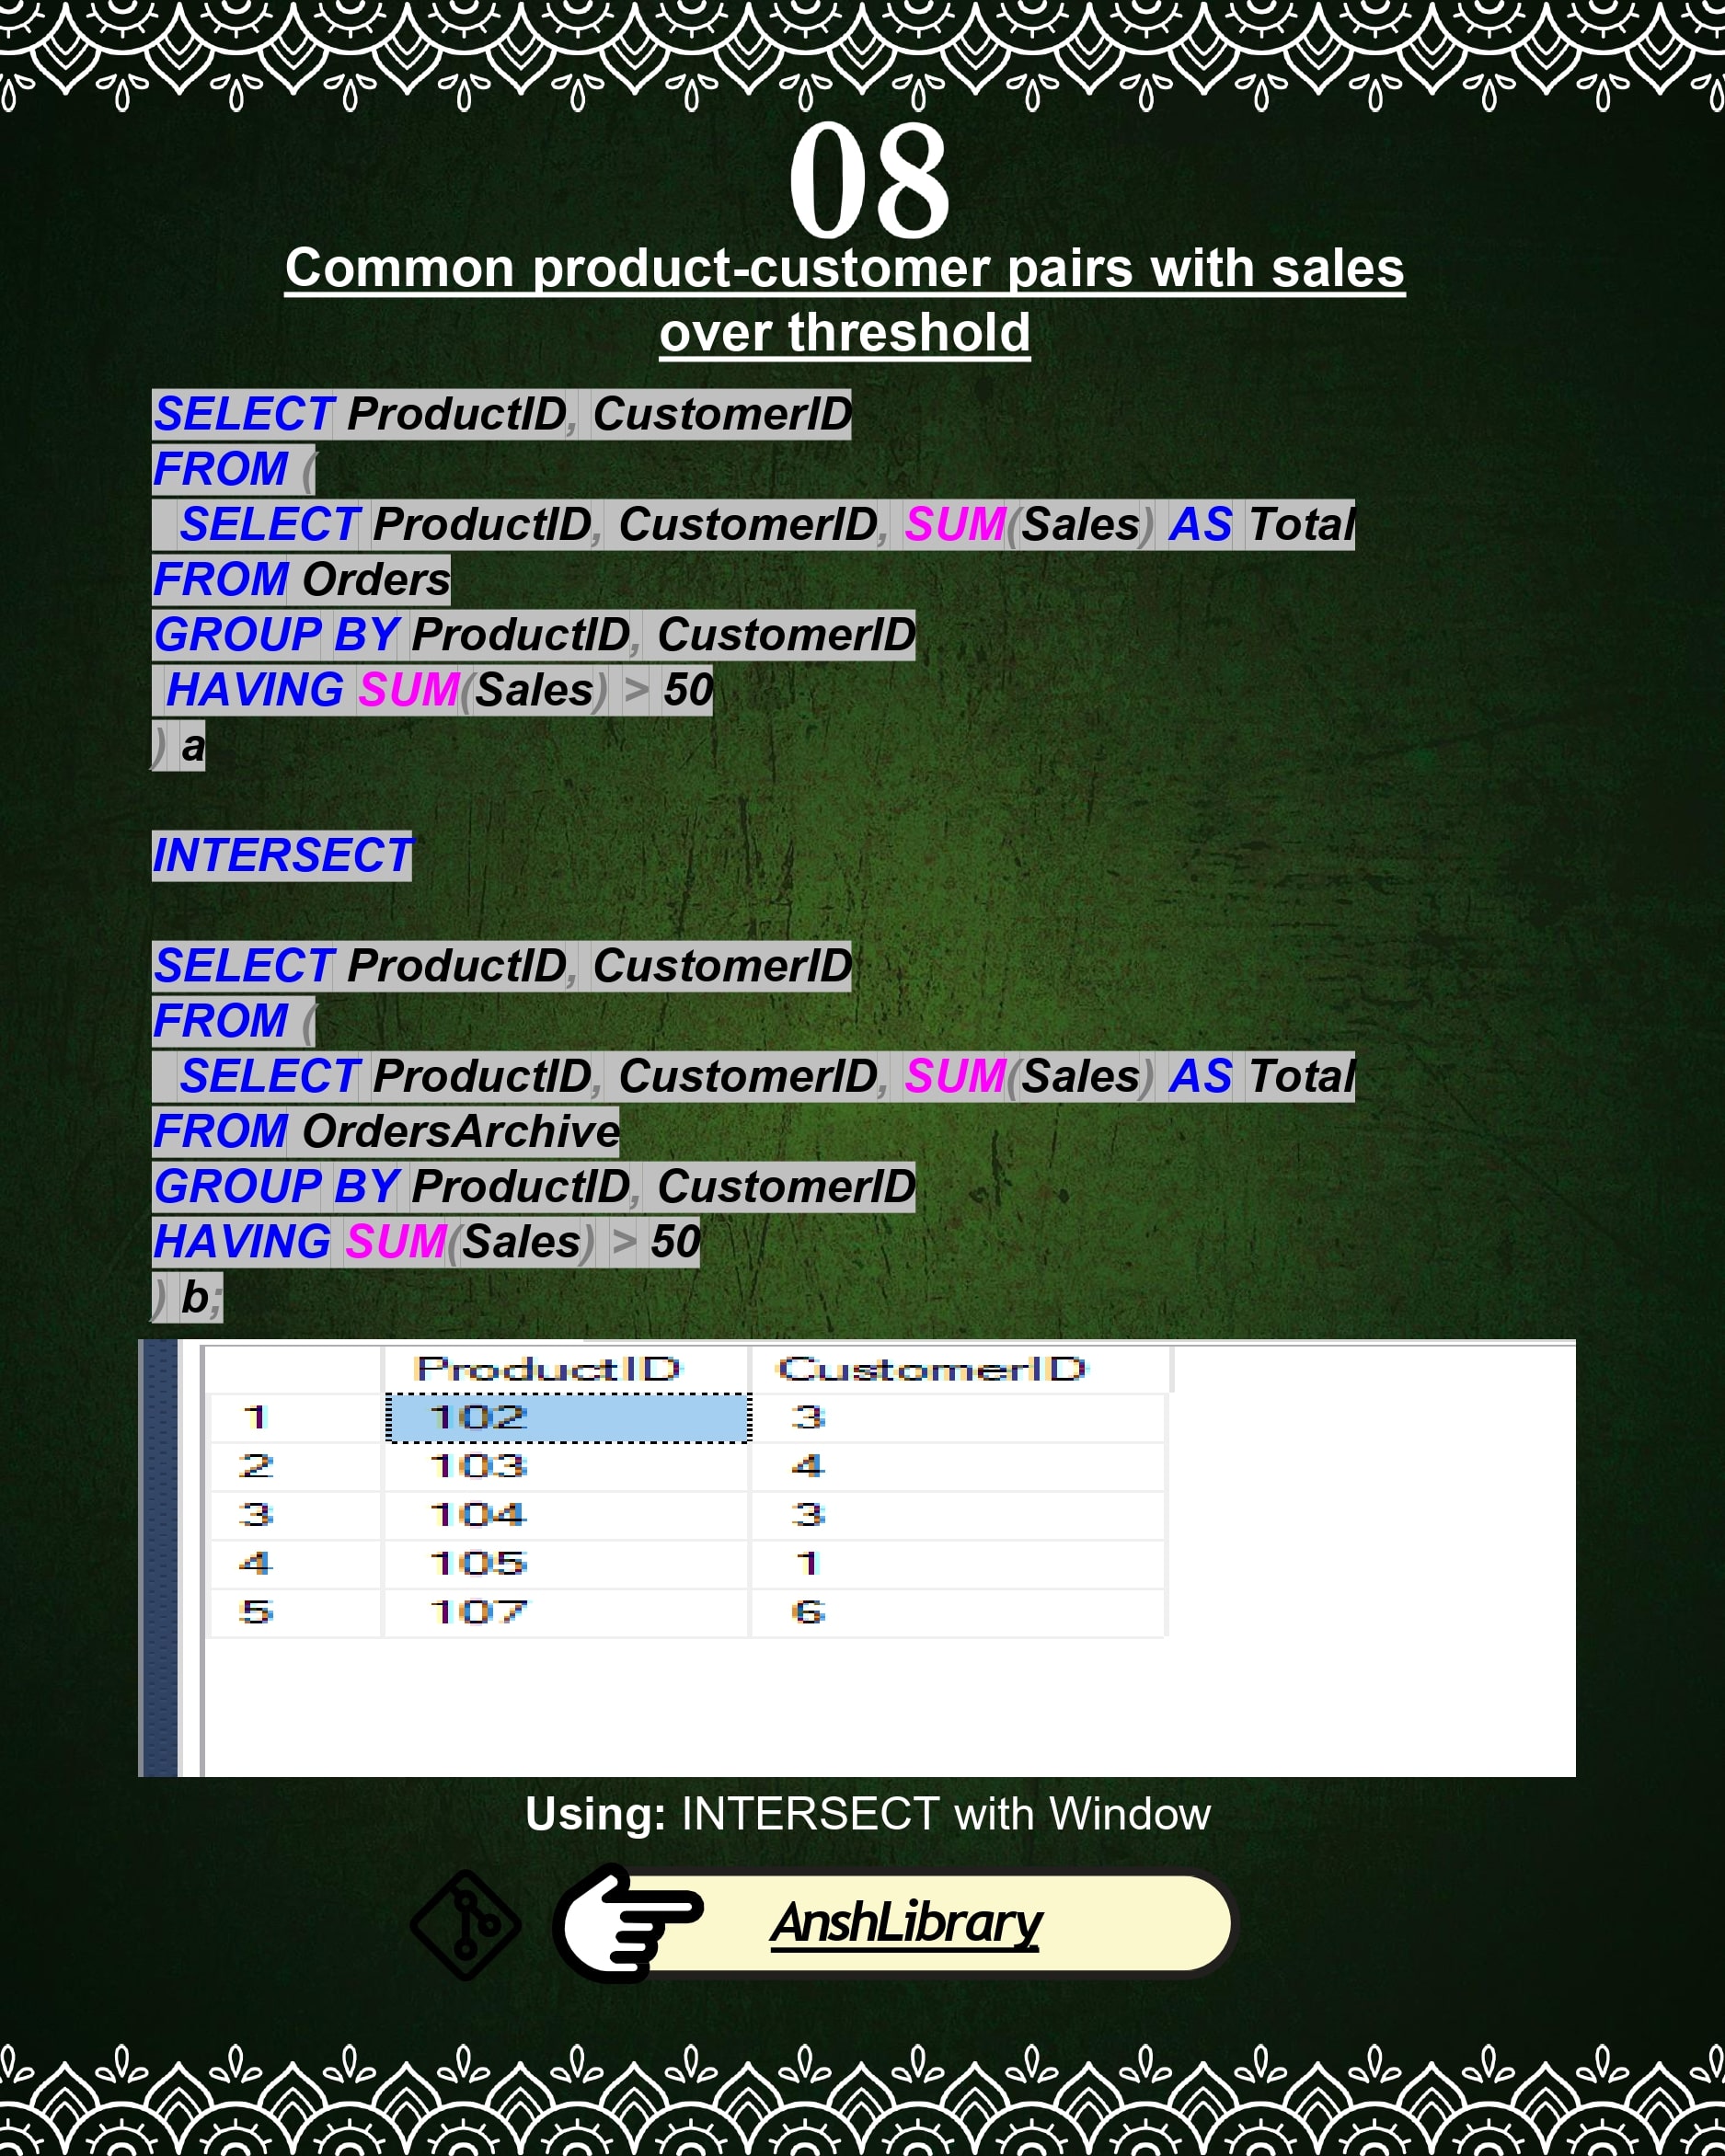 08
Common product-customer pairs with sales
over threshold
SELECT ProductID, CustomerID
FROM (
SELECT ProductID, CustomerID, SUM(Sales) AS Total
FROM Orders
GROUP BY ProductID, CustomerID
HAVING SUM(Sales) > 50
) a
INTERSECT
SELECT ProductID, CustomerID
FROM (
SELECT ProductID, CustomerID, SUM(Sales) AS Total
FROM OrdersArchive
GROUP BY ProductID, CustomerID
HAVING SUM(Sales) > 50
) b;
ProductID CustomerID
1 102 3
2 103 4
3 104 3
4 105 1
5 107 6
Using: INTERSECT with Window
AnshLibrary